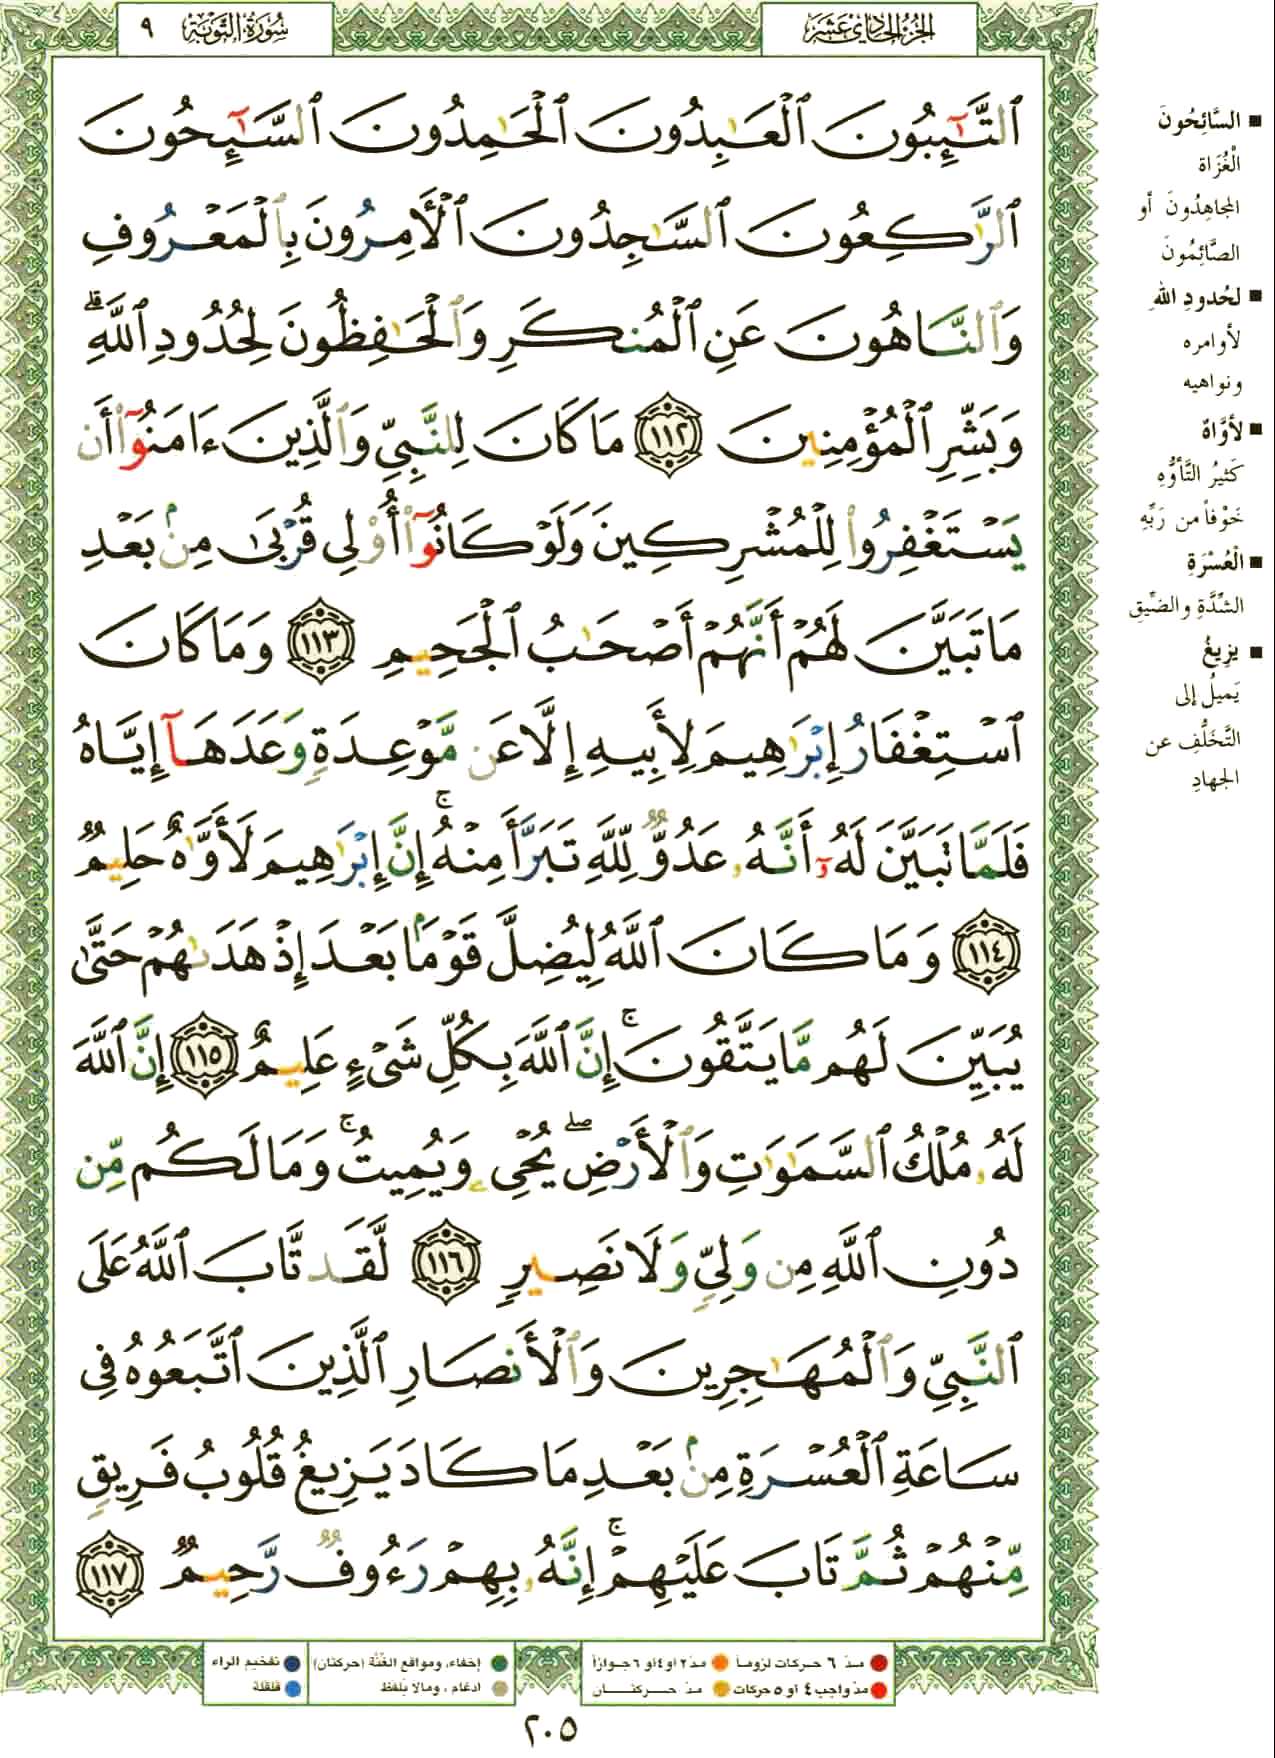 الجزء الحادي عشر
سورة التوبة ٩
ٱلتَّٰٓئِبُونَ ٱلْعَٰبِدُونَ ٱلْحَٰمِدُونَ ٱلسَّٰٓئِحُونَ
ٱلرَّٰكِعُونَ ٱلسَّٰجِدُونَ ٱلْأٓمِرُونَ بِٱلْمَعْرُوفِ
وَٱلنَّاهُونَ عَنِ ٱلْمُنكَرِ وَٱلْحَٰفِظُونَ لِحُدُودِ ٱللَّهِۗ
وَبَشِّرِ ٱلْمُؤْمِنِينَ ١١٢ مَا كَانَ لِلنَّبِىِّ وَٱلَّذِينَ ءَامَنُوٓا۟ أَن
يَسْتَغْفِرُوا۟ لِلْمُشْرِكِينَ وَلَوْ كَانُوٓا۟ أُو۟لِى قُرْبَىٰ مِنۢ بَعْدِ
مَا تَبَيَّنَ لَهُمْ أَنَّهُمْ أَصْحَٰبُ ٱلْجَحِيمِ ١١٣ وَمَا كَانَ
ٱسْتِغْفَارُ إِبْرَٰهِيمَ لِأَبِيهِ إِلَّا عَن مَّوْعِدَةٍ وَعَدَهَآ إِيَّاهُ
فَلَمَّا تَبَيَّنَ لَهُۥٓ أَنَّهُۥ عَدُوٌّ لِّلَّهِ تَبَرَّأَ مِنْهُۚ إِنَّ إِبْرَٰهِيمَ لَأَوَّٰهٌ حَلِيمٌ
١١٤ وَمَا كَانَ ٱللَّهُ لِيُضِلَّ قَوْمًۢا بَعْدَ إِذْ هَدَىٰهُمْ حَتَّىٰ
يُبَيِّنَ لَهُم مَّا يَتَّقُونَۚ إِنَّ ٱللَّهَ بِكُلِّ شَىْءٍ عَلِيمٌ ١١٥ إِنَّ ٱللَّهَ
لَهُۥ مُلْكُ ٱلسَّمَٰوَٰتِ وَٱلْأَرْضِۖ يُحْىِۦ وَيُمِيتُۚ وَمَا لَكُم مِّن
دُونِ ٱللَّهِ مِن وَلِىٍّ وَلَا نَصِيرٍ ١١٦ لَّقَد تَّابَ ٱللَّهُ عَلَى
ٱلنَّبِىِّ وَٱلْمُهَٰجِرِينَ وَٱلْأَنصَارِ ٱلَّذِينَ ٱتَّبَعُوهُ فِى
سَاعَةِ ٱلْعُسْرَةِ مِنۢ بَعْدِ مَا كَادَ يَزِيغُ قُلُوبُ فَرِيقٍ
مِّنْهُمْ ثُمَّ تَابَ عَلَيْهِمْۚ إِنَّهُۥ بِهِمْ رَءُوفٌ رَّحِيمٌ ١١٧
■ السَّائِحُونَ
الْغُزَاة
المجاهِدُونَ أو
الصَّائِمُونَ
■ لحُدودِ اللهِ
لأوامره
ونواهيه
■ لأوَّاهٌ
كَثيرُ التَّأوُّهِ
خَوْفاً من رَبِّهِ
■ الْعُسْرَةِ
الشِّدَّةِ والضِّيقِ
■ يزيغُ
يَميلُ إلى
التَّخَلُّفِ عن
الجهادِ
مدّ ٦ حركات لزوماً
مدّ ٢ أو ٤ أو ٦ جوازاً
مدّ واجب ٤ أو ٥ حركات
مدّ حركتان
إخفاء، ومواقع الغُنَّة (حركتان)
ادغام، ومالا يُلفظ
تفخيم الراء
قلقلة
٢٠٥